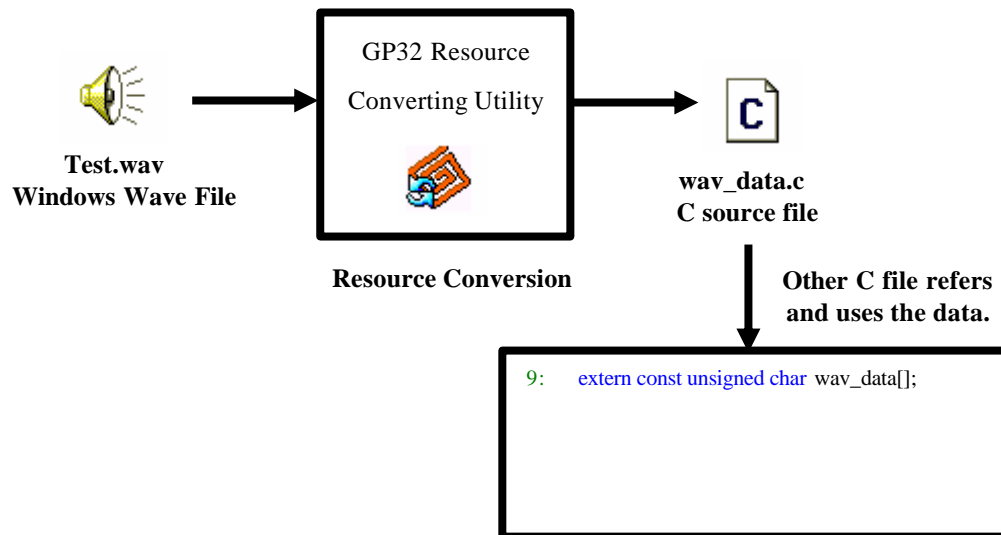 GP32 Resource
Converting Utility
C
Test.wav
Windows Wave File
wav_data.c
C source file
Resource Conversion
Other C file refers
and uses the data.
9: extern const unsigned char wav_data[];